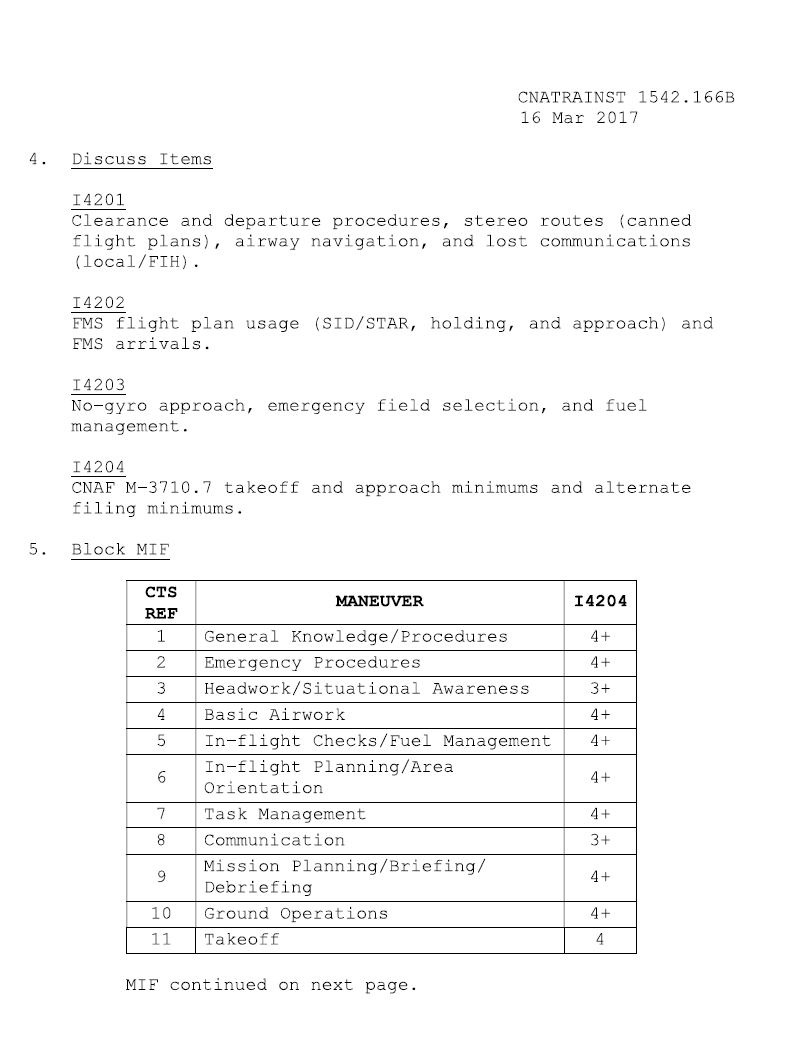 CNATRAINST 1542.166B
16 Mar 2017
4. Discuss Items
I4201
Clearance and departure procedures, stereo routes (canned
flight plans), airway navigation, and lost communications
(local/FIH).
I4202
FMS flight plan usage (SID/STAR, holding, and approach) and
FMS arrivals.
I4203
No-gyro approach, emergency field selection, and fuel
management.
I4204
CNAF M-3710.7 takeoff and approach minimums and alternate
filing minimums.
5. Block MIF
CTS
REF MANEUVER I4204
1 General Knowledge/Procedures 4+
2 Emergency Procedures 4+
3 Headwork/Situational Awareness 3+
4 Basic Airwork 4+
5 In-flight Checks/Fuel Management 4+
6 In-flight Planning/Area
Orientation 4+
7 Task Management 4+
8 Communication 3+
9 Mission Planning/Briefing/
Debriefing 4+
10 Ground Operations 4+
11 Takeoff 4
MIF continued on next page.